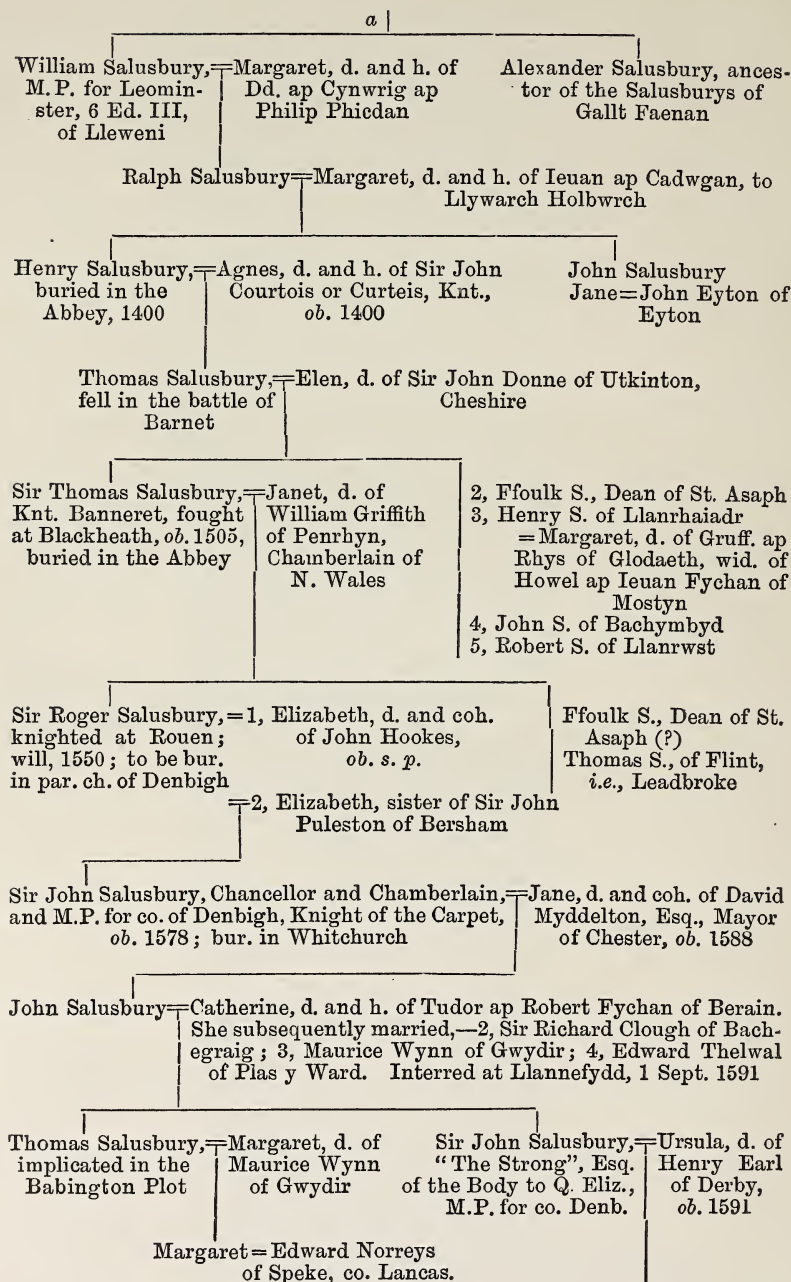 a
William Salusbury,=Margaret, d. and h. of
M.P. for Leomin-
ster, 6 Ed. III,
of Lleweni
Dd. ap Cynwrig ap
Philip Phicdan
Alexander Salusbury, ances-
tor of the Salusburys of
Gallt Faenan
Ralph Salusbury=Margaret, d. and h. of Ieuan ap Cadwgan, to
Llywarch Holbwrch
Henry Salusbury,=Agnes, d. and h. of Sir John
buried in the
Abbey, 1400
Courtois or Curteis, Knt.,
ob. 1400
John Salusbury
Jane=John Eyton of
Eyton
Thomas Salusbury,=Elen, d. of Sir John Donne of Utkinton,
fell in the battle of
Barnet
Cheshire
Sir Thomas Salusbury,=Janet, d. of
Knt. Banneret, fought
at Blackheath, ob. 1505,
buried in the Abbey
William Griffith
of Penrhyn,
Chamberlain of
N. Wales
2, Ffoulk S., Dean of St. Asaph
3, Henry S. of Llanrhaiadr
=Margaret, d. of Gruff. ap
Rhys of Glodaeth, wid. of
Howel ap Ieuan Fychan of
Mostyn
4, John S. of Bachymbyd
5, Robert S. of Llanrwst
Sir Roger Salusbury,=1, Elizabeth, d. and coh.
knighted at Rouen;
will, 1550; to be bur.
in par. ch. of Denbigh
of John Hookes,
ob. s. p.
=2, Elizabeth, sister of Sir John
Puleston of Bersham
Ffoulk S., Dean of St.
Asaph (?)
Thomas S., of Flint,
i.e., Leadbroke
Sir John Salusbury, Chancellor and Chamberlain,=Jane, d. and coh. of David
and M.P. for co. of Denbigh, Knight of the Carpet,
ob. 1578; bur. in Whitchurch
Myddelton, Esq., Mayor
of Chester, ob. 1588
John Salusbury=Catherine, d. and h. of Tudor ap Robert Fychan of Berain.
She subsequently married,—2, Sir Richard Clough of Bach-
egraig; 3, Maurice Wynn of Gwydir; 4, Edward Thelwal
of Plas y Ward. Interred at Llannefydd, 1 Sept. 1591
Thomas Salusbury,=Margaret, d. of
implicated in the
Babington Plot
Maurice Wynn
of Gwydir
Sir John Salusbury,=Ursula, d. of
"The Strong", Esq.
of the Body to Q. Eliz.,
M.P. for co. Denb.
Henry Earl
of Derby,
ob. 1591
Margaret=Edward Norreys
of Speke, co. Lancas.